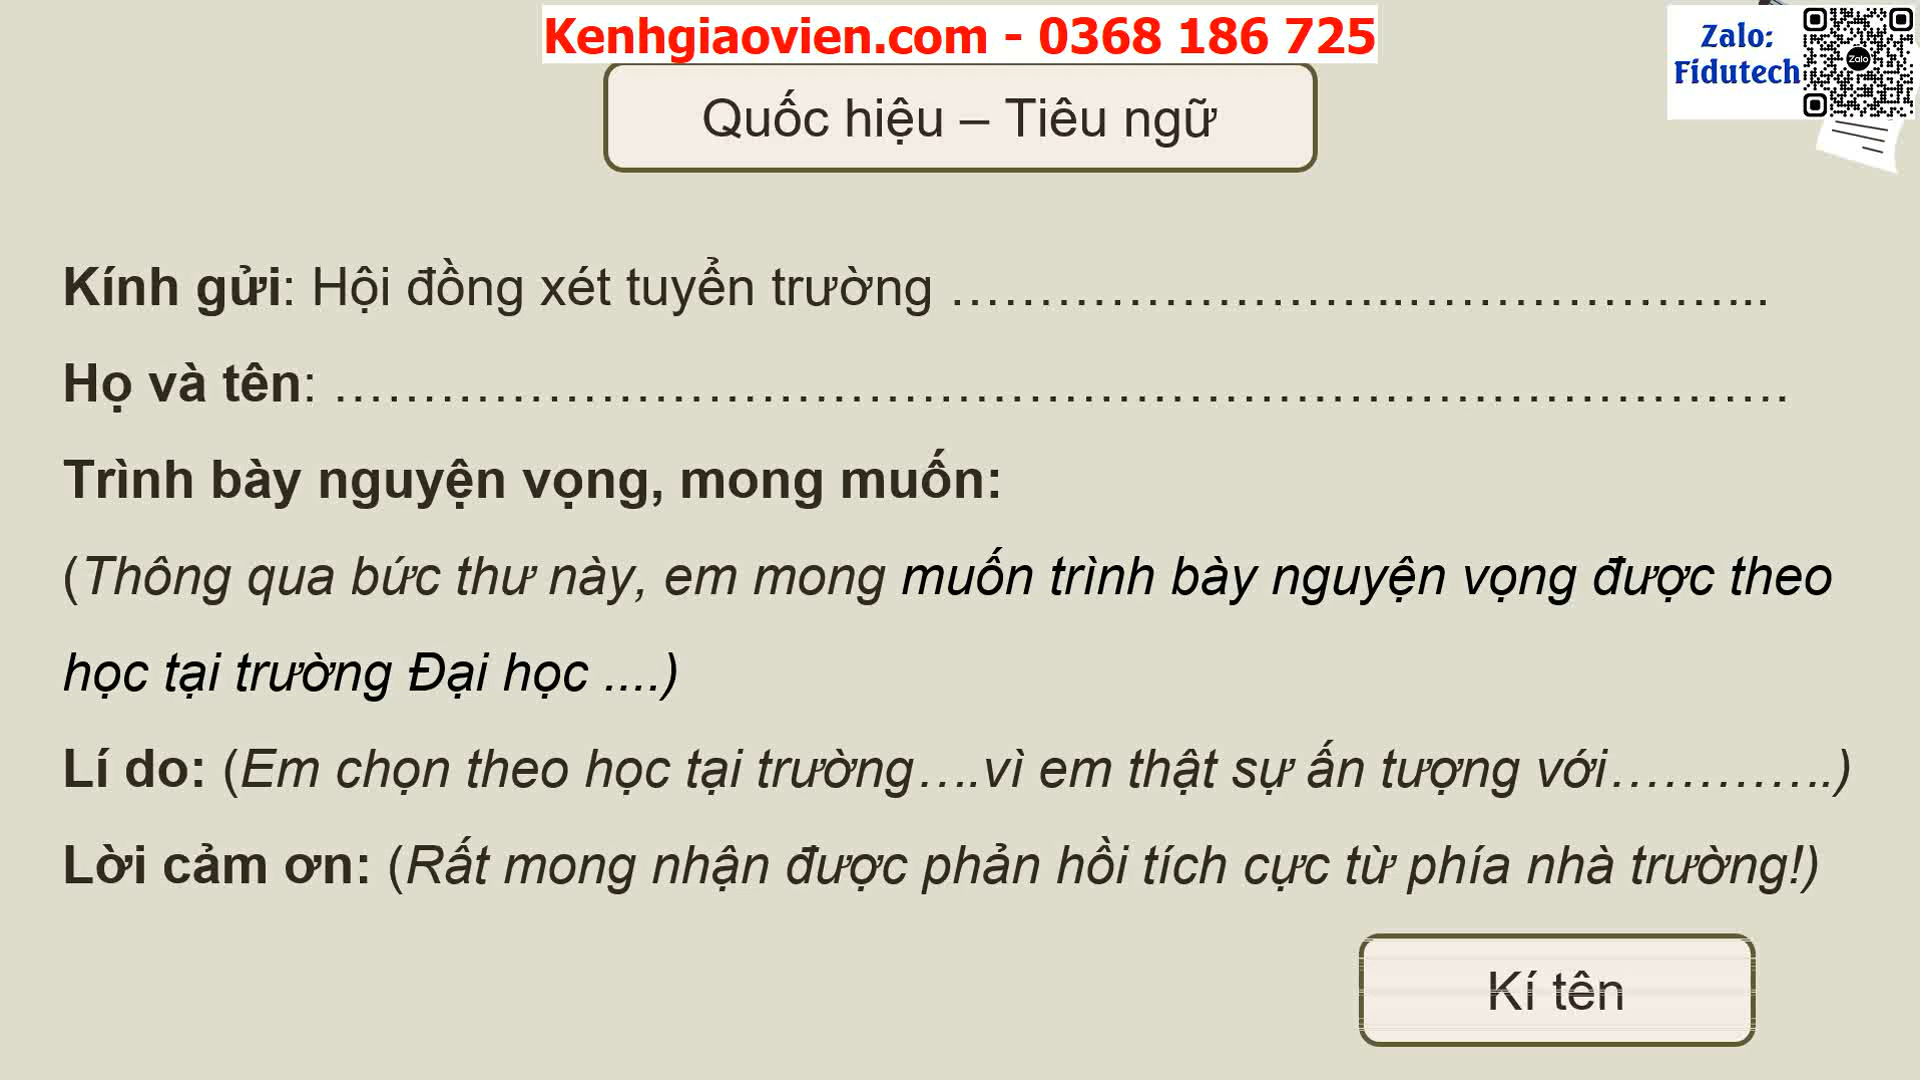 Kenhgiaovien.com - 0368 186 725
Zalo:
Fidutech
Zalo
Quốc hiệu – Tiêu ngữ
Kính gửi: Hội đồng xét tuyển trường ……………………..………………...
Họ và tên: ……………………………………………………………………….
Trình bày nguyện vọng, mong muốn:
(Thông qua bức thư này, em mong muốn trình bày nguyện vọng được theo
học tại trường Đại học ....)
Lí do: (Em chọn theo học tại trường….vì em thật sự ấn tượng với………….)
Lời cảm ơn: (Rất mong nhận được phản hồi tích cực từ phía nhà trường!)
Kí tên